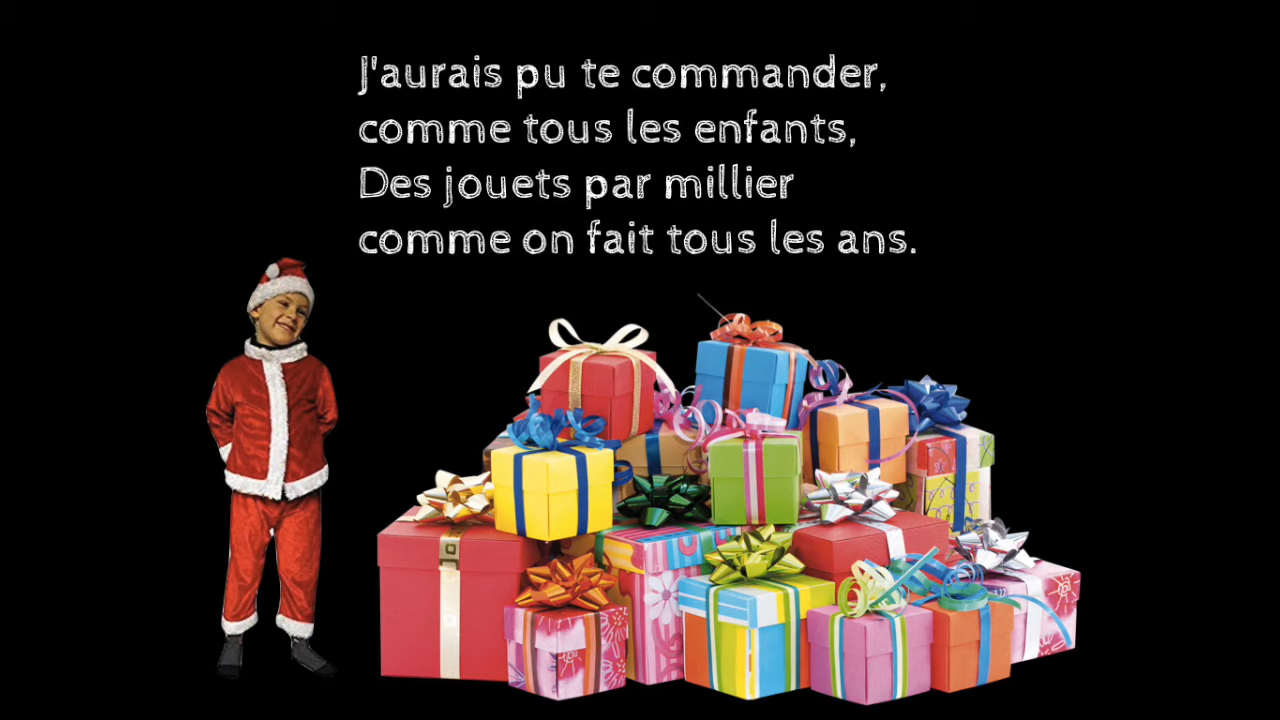 J'aurais pu te commander,
comme tous les enfants,
Des jouets par millier
comme on fait tous les ans.